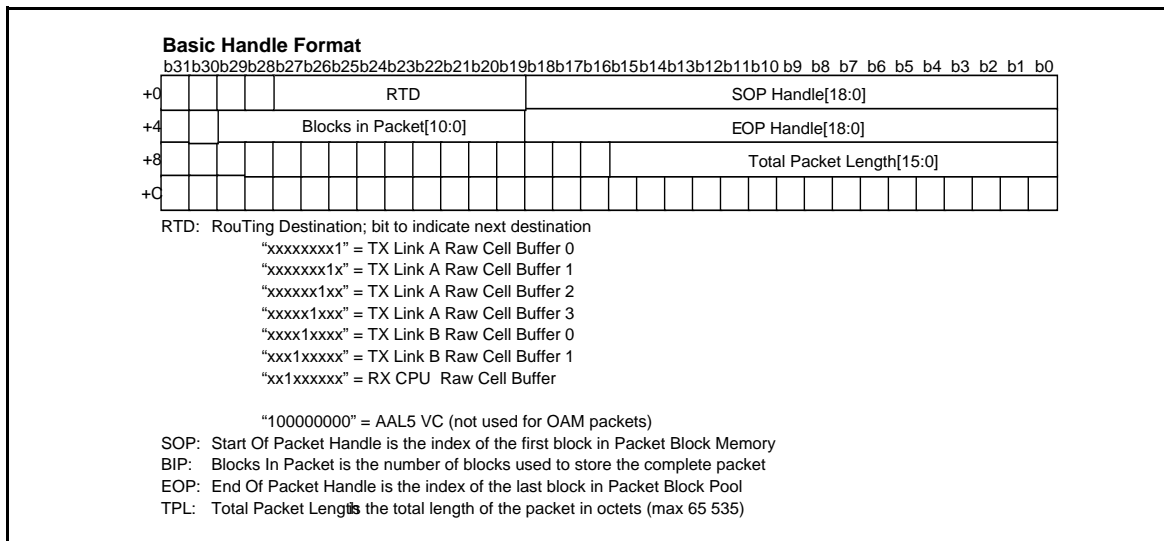 Basic Handle Format
b31b30b29b28b27b26b25b24b23b22b21b20b19b18b17b16b15b14b13b12b11b10 b9 b8 b7 b6 b5 b4 b3 b2 b1 b0
+0 RTD SOP Handle[18:0]
+4 Blocks in Packet[10:0] EOP Handle[18:0]
+8 Total Packet Length[15:0]
+C
RTD: RouTing Destination; bit to indicate next destination
“xxxxxxxx1” = TX Link A Raw Cell Buffer 0
“xxxxxxx1x” = TX Link A Raw Cell Buffer 1
“xxxxxx1xx” = TX Link A Raw Cell Buffer 2
“xxxxx1xxx” = TX Link A Raw Cell Buffer 3
“xxxx1xxxx” = TX Link B Raw Cell Buffer 0
“xxx1xxxxx” = TX Link B Raw Cell Buffer 1
“xx1xxxxxx” = RX CPU Raw Cell Buffer
“100000000” = AAL5 VC (not used for OAM packets)
SOP: Start Of Packet Handle is the index of the first block in Packet Block Memory
BIP: Blocks In Packet is the number of blocks used to store the complete packet
EOP: End Of Packet Handle is the index of the last block in Packet Block Pool
TPL: Total Packet Length is the total length of the packet in octets (max 65 535)